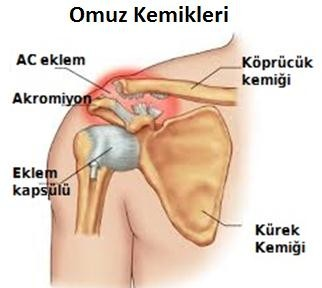 Omuz Kemikleri
AC eklem
Akromiyon
Eklem
kapsülü
Köprücük
kemiği
Kürek
Kemiği